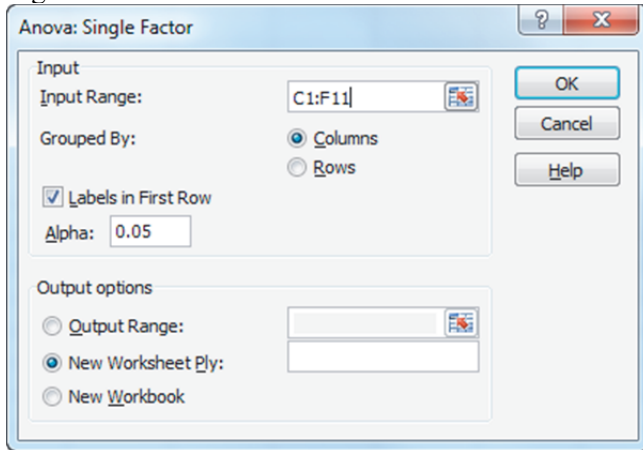 Anova: Single Factor
Input
Input Range:
C1:F11
OK
Grouped By:
Columns
Cancel
Rows
Help
Labels in First Row
Alpha:
0.05
Output options
Output Range:
New Worksheet Ply:
New Workbook